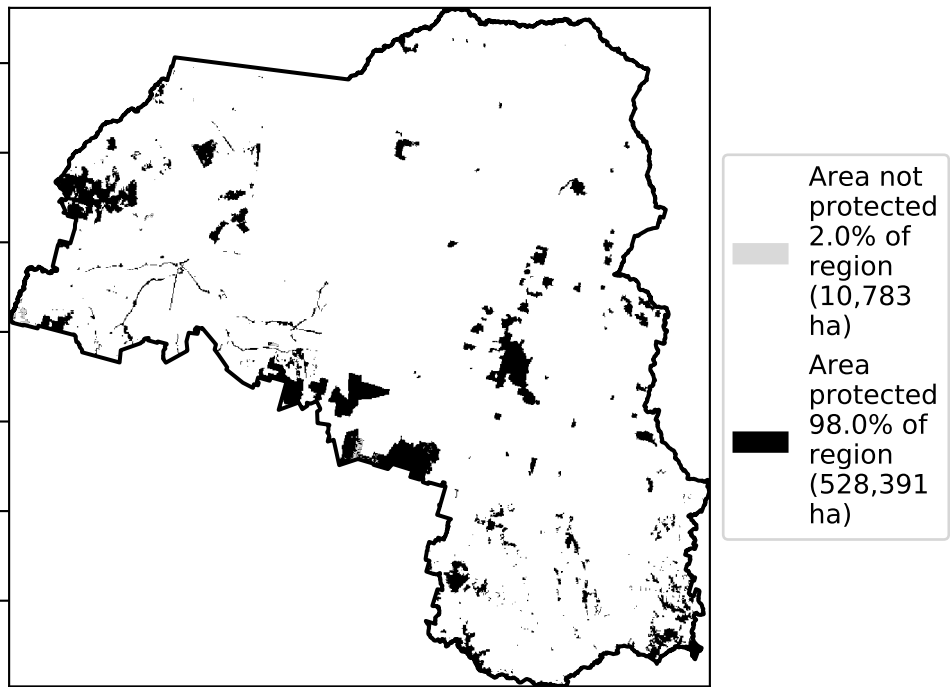 Area not
protected
2.0% of
region
(10,783
ha)
Area
protected
98.0% of
region
(528,391
ha)